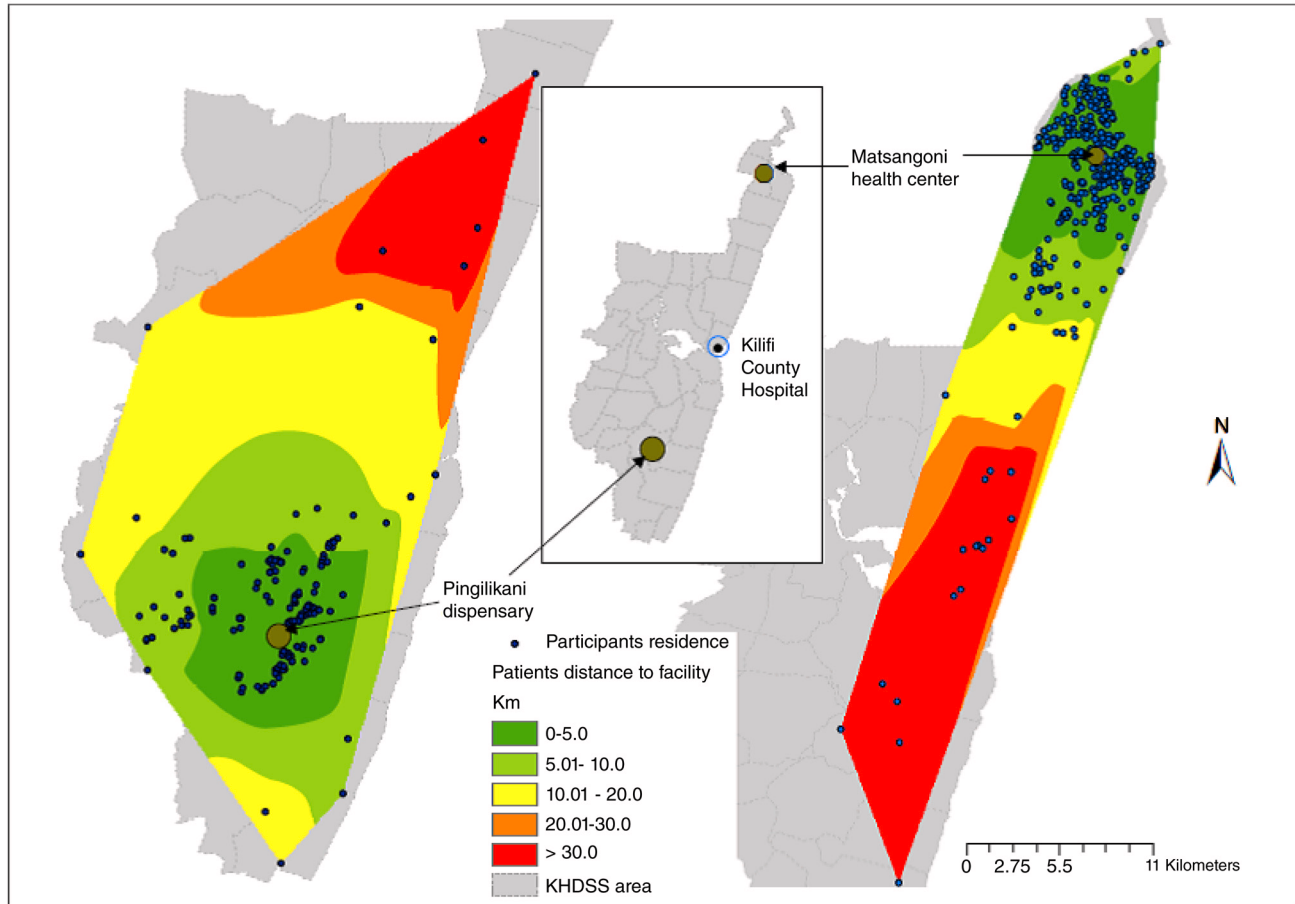 Matsangoni
health center
Kilifi
County
Hospital
N
Pingilikani
dispensary
Participants residence
Patients distance to facility
Km
0-5.0
5.01- 10.0
10.01 - 20.0
20.01-30.0
> 30.0
KHDSS area
0 2.75 5.5 11 Kilometers